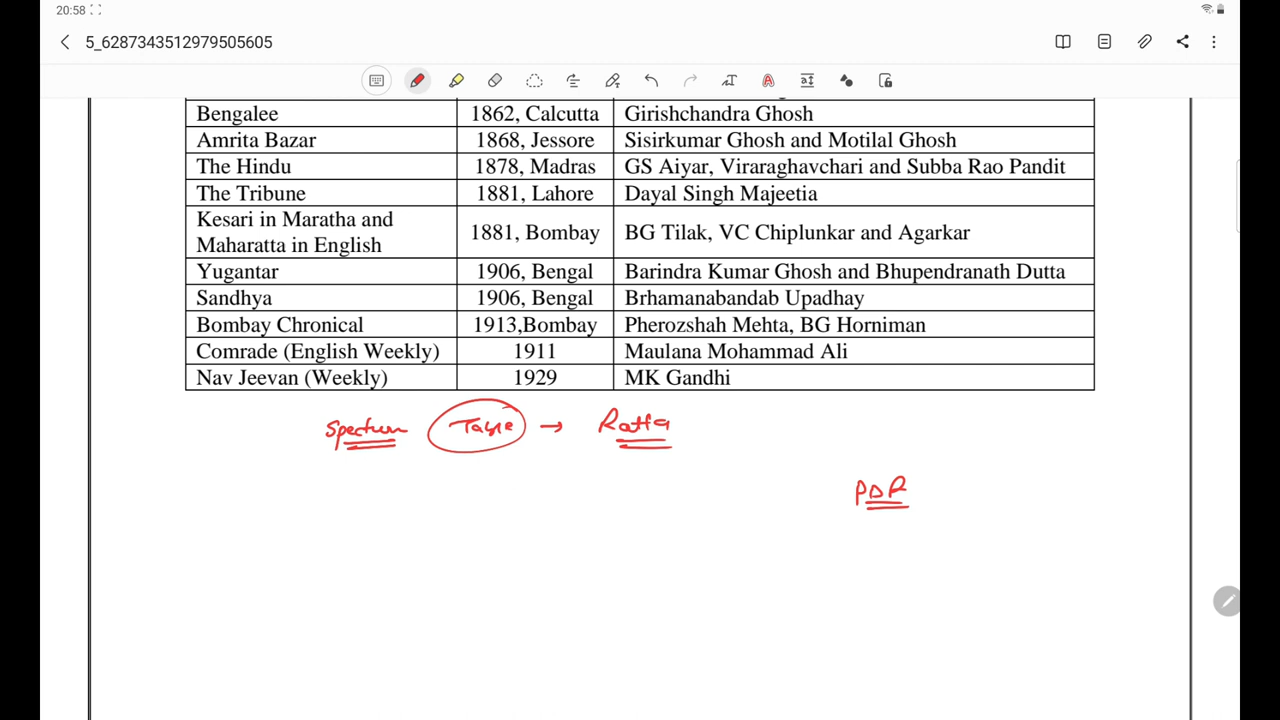 20:58
5_6287343512979505605
Bengalee 1862, Calcutta Girishchandra Ghosh
Amrita Bazar 1868, Jessore Sisirkumar Ghosh and Motilal Ghosh
The Hindu 1878, Madras GS Aiyar, Viraraghavchari and Subba Rao Pandit
The Tribune 1881, Lahore Dayal Singh Majeetia
Kesari in Maratha and
Maharatta in English 1881, Bombay BG Tilak, VC Chiplunkar and Agarkar
Yugantar 1906, Bengal Barindra Kumar Ghosh and Bhupendranath Dutta
Sandhya 1906, Bengal Brhamanabandab Upadhay
Bombay Chronical 1913,Bombay Pherozshah Mehta, BG Horniman
Comrade (English Weekly) 1911 Maulana Mohammad Ali
Nav Jeevan (Weekly) 1929 MK Gandhi
Spectrum Table → Ratta